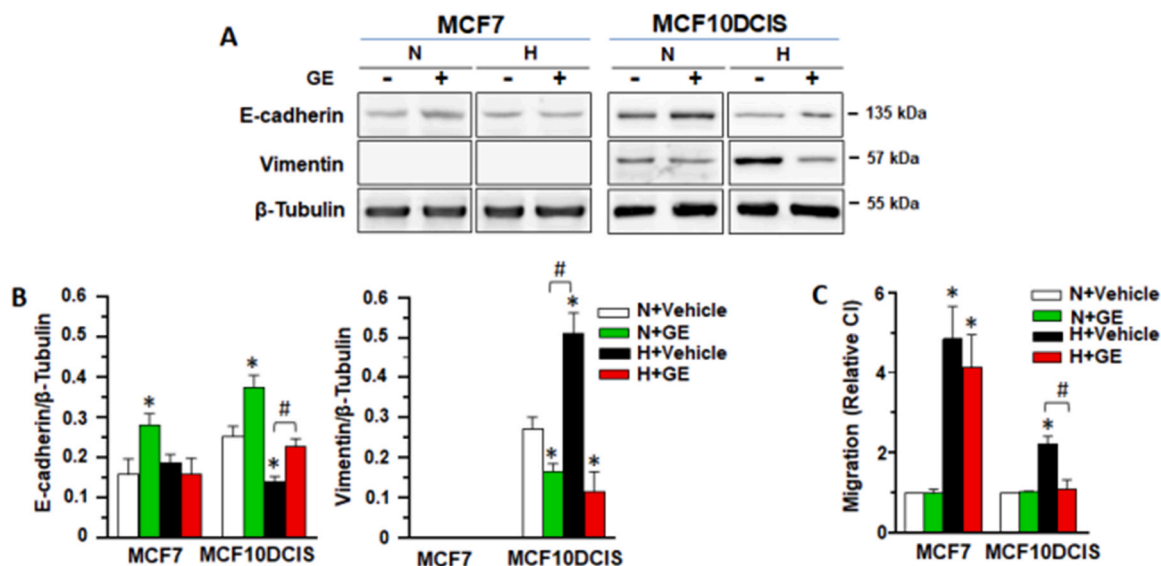 A
MCF7 MCF10DCIS
N H N H
GE - + - + - + - +
E-cadherin – 135 kDa
Vimentin – 57 kDa
β-Tubulin – 55 kDa
B
E-cadherin/β-Tubulin
0.6
0.5
0.4
0.3
0.2
0.1
0
* * * #
MCF7 MCF10DCIS
Vimentin/β-Tubulin
0.6
0.5
0.4
0.3
0.2
0.1
0
# * * *
MCF7 MCF10DCIS
N+Vehicle
N+GE
H+Vehicle
H+GE
C
Migration (Relative CI)
6
4
2
0
* * * #
MCF7 MCF10DCIS
N+Vehicle
N+GE
H+Vehicle
H+GE